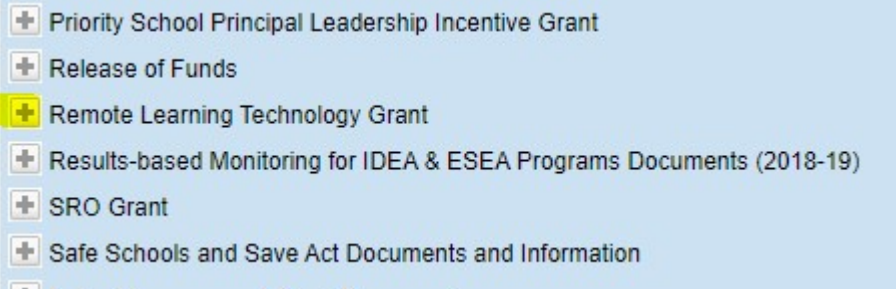 Priority School Principal Leadership Incentive Grant
Release of Funds
Remote Learning Technology Grant
Results-based Monitoring for IDEA & ESEA Programs Documents (2018-19)
SRO Grant
Safe Schools and Save Act Documents and Information